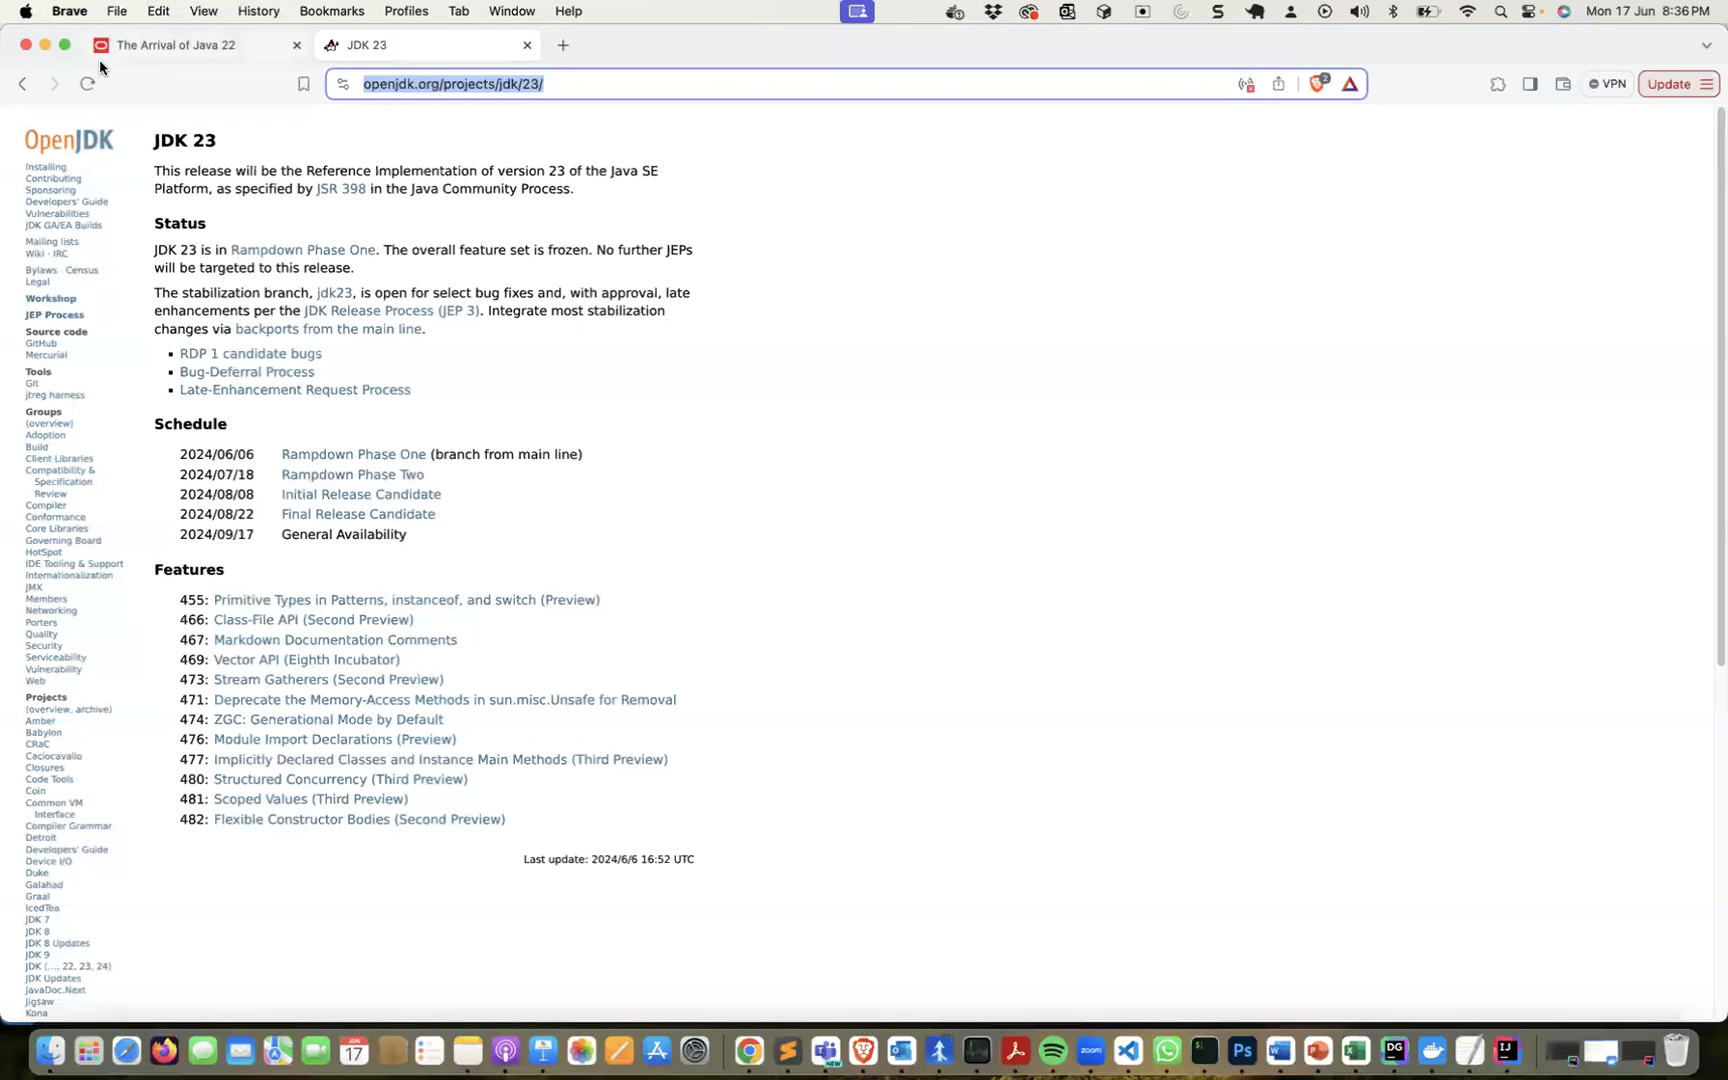 Brave File Edit View History Bookmarks Profiles Tab Window Help
Mon 17 Jun 8:36 PM
The Arrival of Java 22
JDK 23
openjdk.org/projects/jdk/23/
2
VPN
Update
OpenJDK
Installing
Contributing
Sponsoring
Developers' Guide
Vulnerabilities
JDK GA/EA Builds
Mailing lists
Wiki · IRC
Bylaws · Census
Legal
Workshop
JEP Process
Source code
GitHub
Mercurial
Tools
Git
jtreg harness
Groups
(overview)
Adoption
Build
Client Libraries
Compatibility &
Specification
Review
Compiler
Conformance
Core Libraries
Governing Board
HotSpot
IDE Tooling & Support
Internationalization
JMX
Members
Networking
Porters
Quality
Security
Serviceability
Vulnerability
Web
Projects
(overview, archive)
Amber
Babylon
CRaC
Caciocavallo
Closures
Code Tools
Coin
Common VM
Interface
Compiler Grammar
Detroit
Developers' Guide
Device I/O
Duke
Galahad
Graal
IcedTea
JDK 7
JDK 8
JDK 8 Updates
JDK 9
JDK (..., 22, 23, 24)
JDK Updates
JavaDoc.Next
Jigsaw
Kona
JDK 23
This release will be the Reference Implementation of version 23 of the Java SE
Platform, as specified by JSR 398 in the Java Community Process.
Status
JDK 23 is in Rampdown Phase One. The overall feature set is frozen. No further JEPs
will be targeted to this release.
The stabilization branch, jdk23, is open for select bug fixes and, with approval, late
enhancements per the JDK Release Process (JEP 3). Integrate most stabilization
changes via backports from the main line.
▪ RDP 1 candidate bugs
▪ Bug-Deferral Process
▪ Late-Enhancement Request Process
Schedule
2024/06/06 Rampdown Phase One (branch from main line)
2024/07/18 Rampdown Phase Two
2024/08/08 Initial Release Candidate
2024/08/22 Final Release Candidate
2024/09/17 General Availability
Features
455: Primitive Types in Patterns, instanceof, and switch (Preview)
466: Class-File API (Second Preview)
467: Markdown Documentation Comments
469: Vector API (Eighth Incubator)
473: Stream Gatherers (Second Preview)
471: Deprecate the Memory-Access Methods in sun.misc.Unsafe for Removal
474: ZGC: Generational Mode by Default
476: Module Import Declarations (Preview)
477: Implicitly Declared Classes and Instance Main Methods (Third Preview)
480: Structured Concurrency (Third Preview)
481: Scoped Values (Third Preview)
482: Flexible Constructor Bodies (Second Preview)
Last update: 2024/6/6 16:52 UTC
JUN
17
NEW
zoom
Ps
W
P
X
DG
IJ